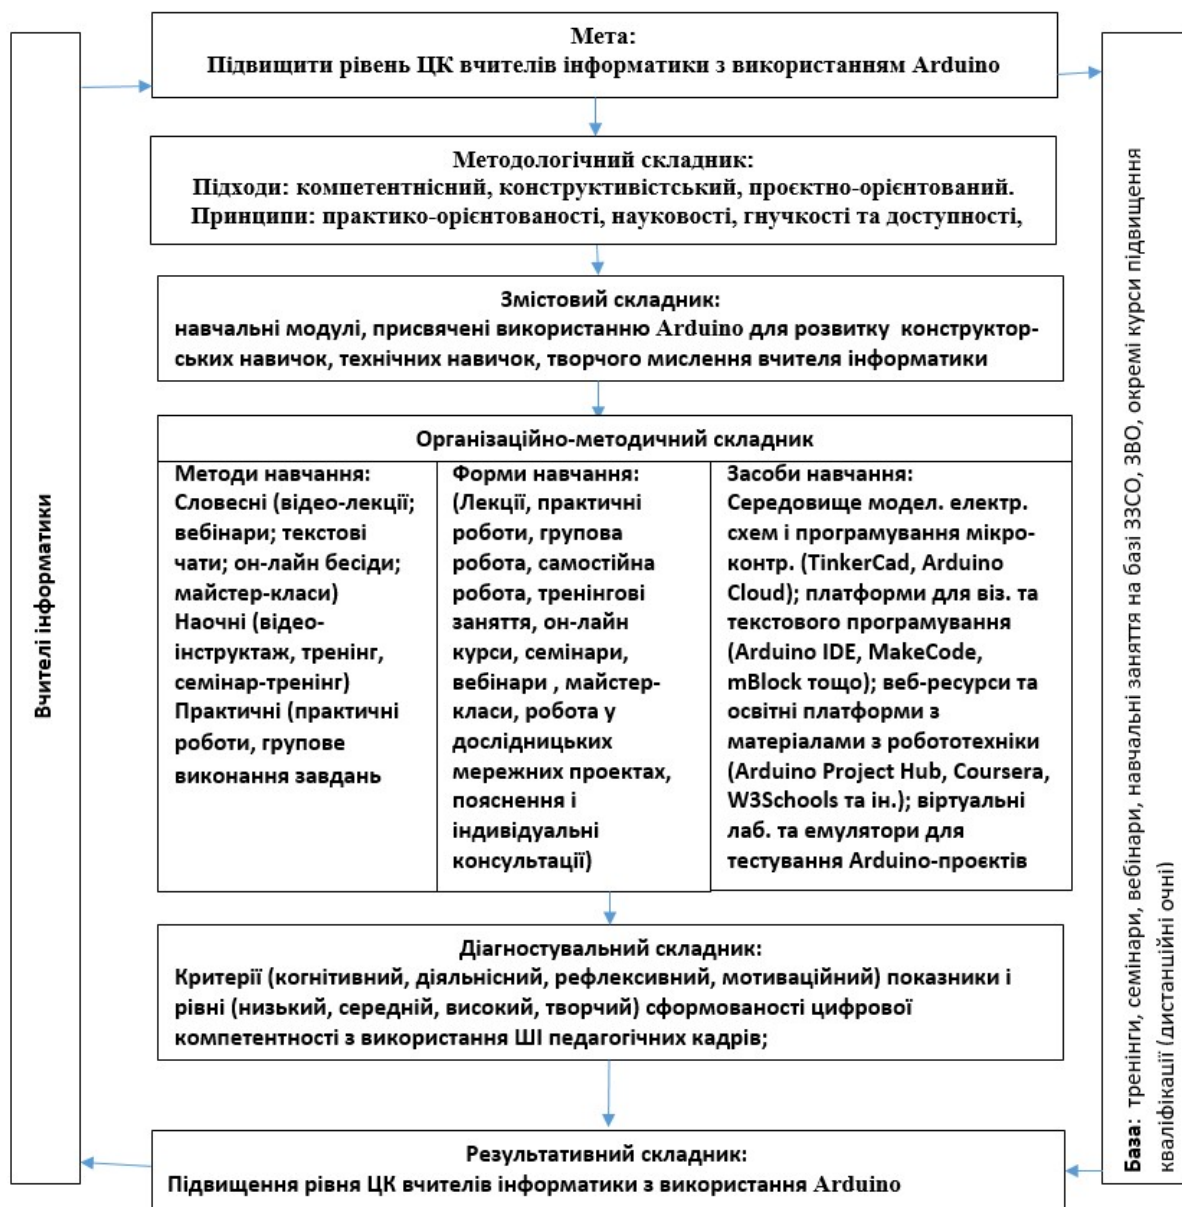 Вчителі інформатики
Мета:
Підвищити рівень ЦК вчителів інформатики з використанням Arduino
Методологічний складник:
Підходи: компетентнісний, конструктивістський, проєктно-орієнтований.
Принципи: практико-орієнтованості, науковості, гнучкості та доступності,
Змістовий складник:
навчальні модулі, присвячені використанню Arduino для розвитку конструктор-
ських навичок, технічних навичок, творчого мислення вчителя інформатики
Організаційно-методичний складник
Методи навчання:
Словесні (відео-лекції;
вебінари; текстові
чати; он-лайн бесіди;
майстер-класи)
Наочні (відео-
інструктаж, тренінг,
семінар-тренінг)
Практичні (практичні
роботи, групове
виконання завдань
Форми навчання:
(Лекції, практичні
роботи, групова
робота, самостійна
робота, тренінгові
заняття, он-лайн
курси, семінари,
вебінари , майстер-
класи, робота у
дослідницьких
мережних проектах,
пояснення і
індивідуальні
консультації)
Засоби навчання:
Середовище модел. електр.
схем і програмування мікро-
контр. (TinkerCad, Arduino
Cloud); платформи для віз. та
текстового програмування
(Arduino IDE, MakeCode,
mBlock тощо); веб-ресурси та
освітні платформи з
матеріалами з робототехніки
(Arduino Project Hub, Coursera,
W3Schools та ін.); віртуальні
лаб. та емулятори для
тестування Arduino-проєктів
Діагностувальний складник:
Критерії (когнітивний, діяльнісний, рефлексивний, мотиваційний) показники і
рівні (низький, середній, високий, творчий) сформованості цифрової
компетентності з використання ШІ педагогічних кадрів;
Результативний складник:
Підвищення рівня ЦК вчителів інформатики з використання Arduino
База: тренінги, семінари, вебінари, навчальні заняття на базі ЗЗСО, ЗВО, окремі курси підвищення
кваліфікації (дистанційні очні)